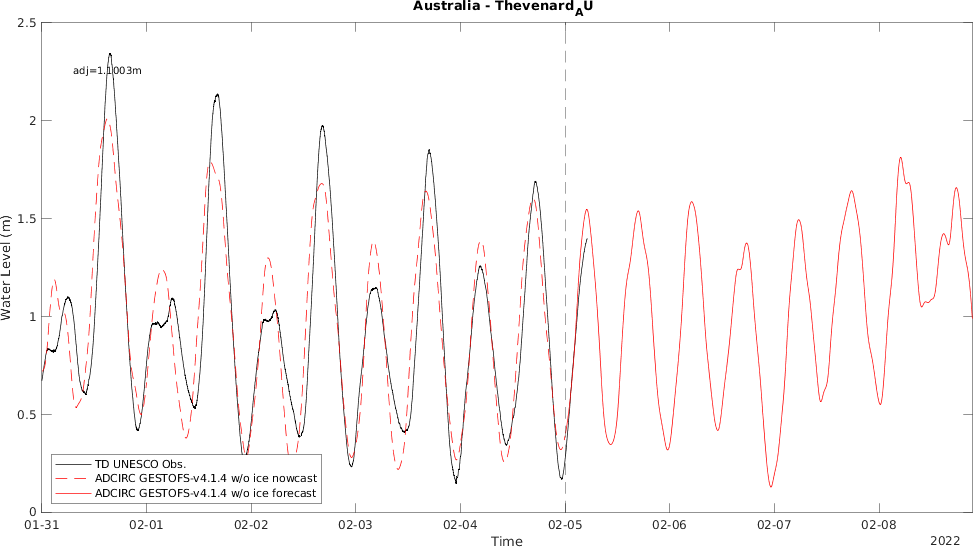 Australia - Thevenard_AU
2.5
adj=1.1003m
2
1.5
Water Level (m)
1
0.5
TD UNESCO Obs.
ADCIRC GESTOFS-v4.1.4 w/o ice nowcast
ADCIRC GESTOFS-v4.1.4 w/o ice forecast
0
01-31 02-01 02-02 02-03 02-04 02-05 02-06 02-07 02-08
Time
2022